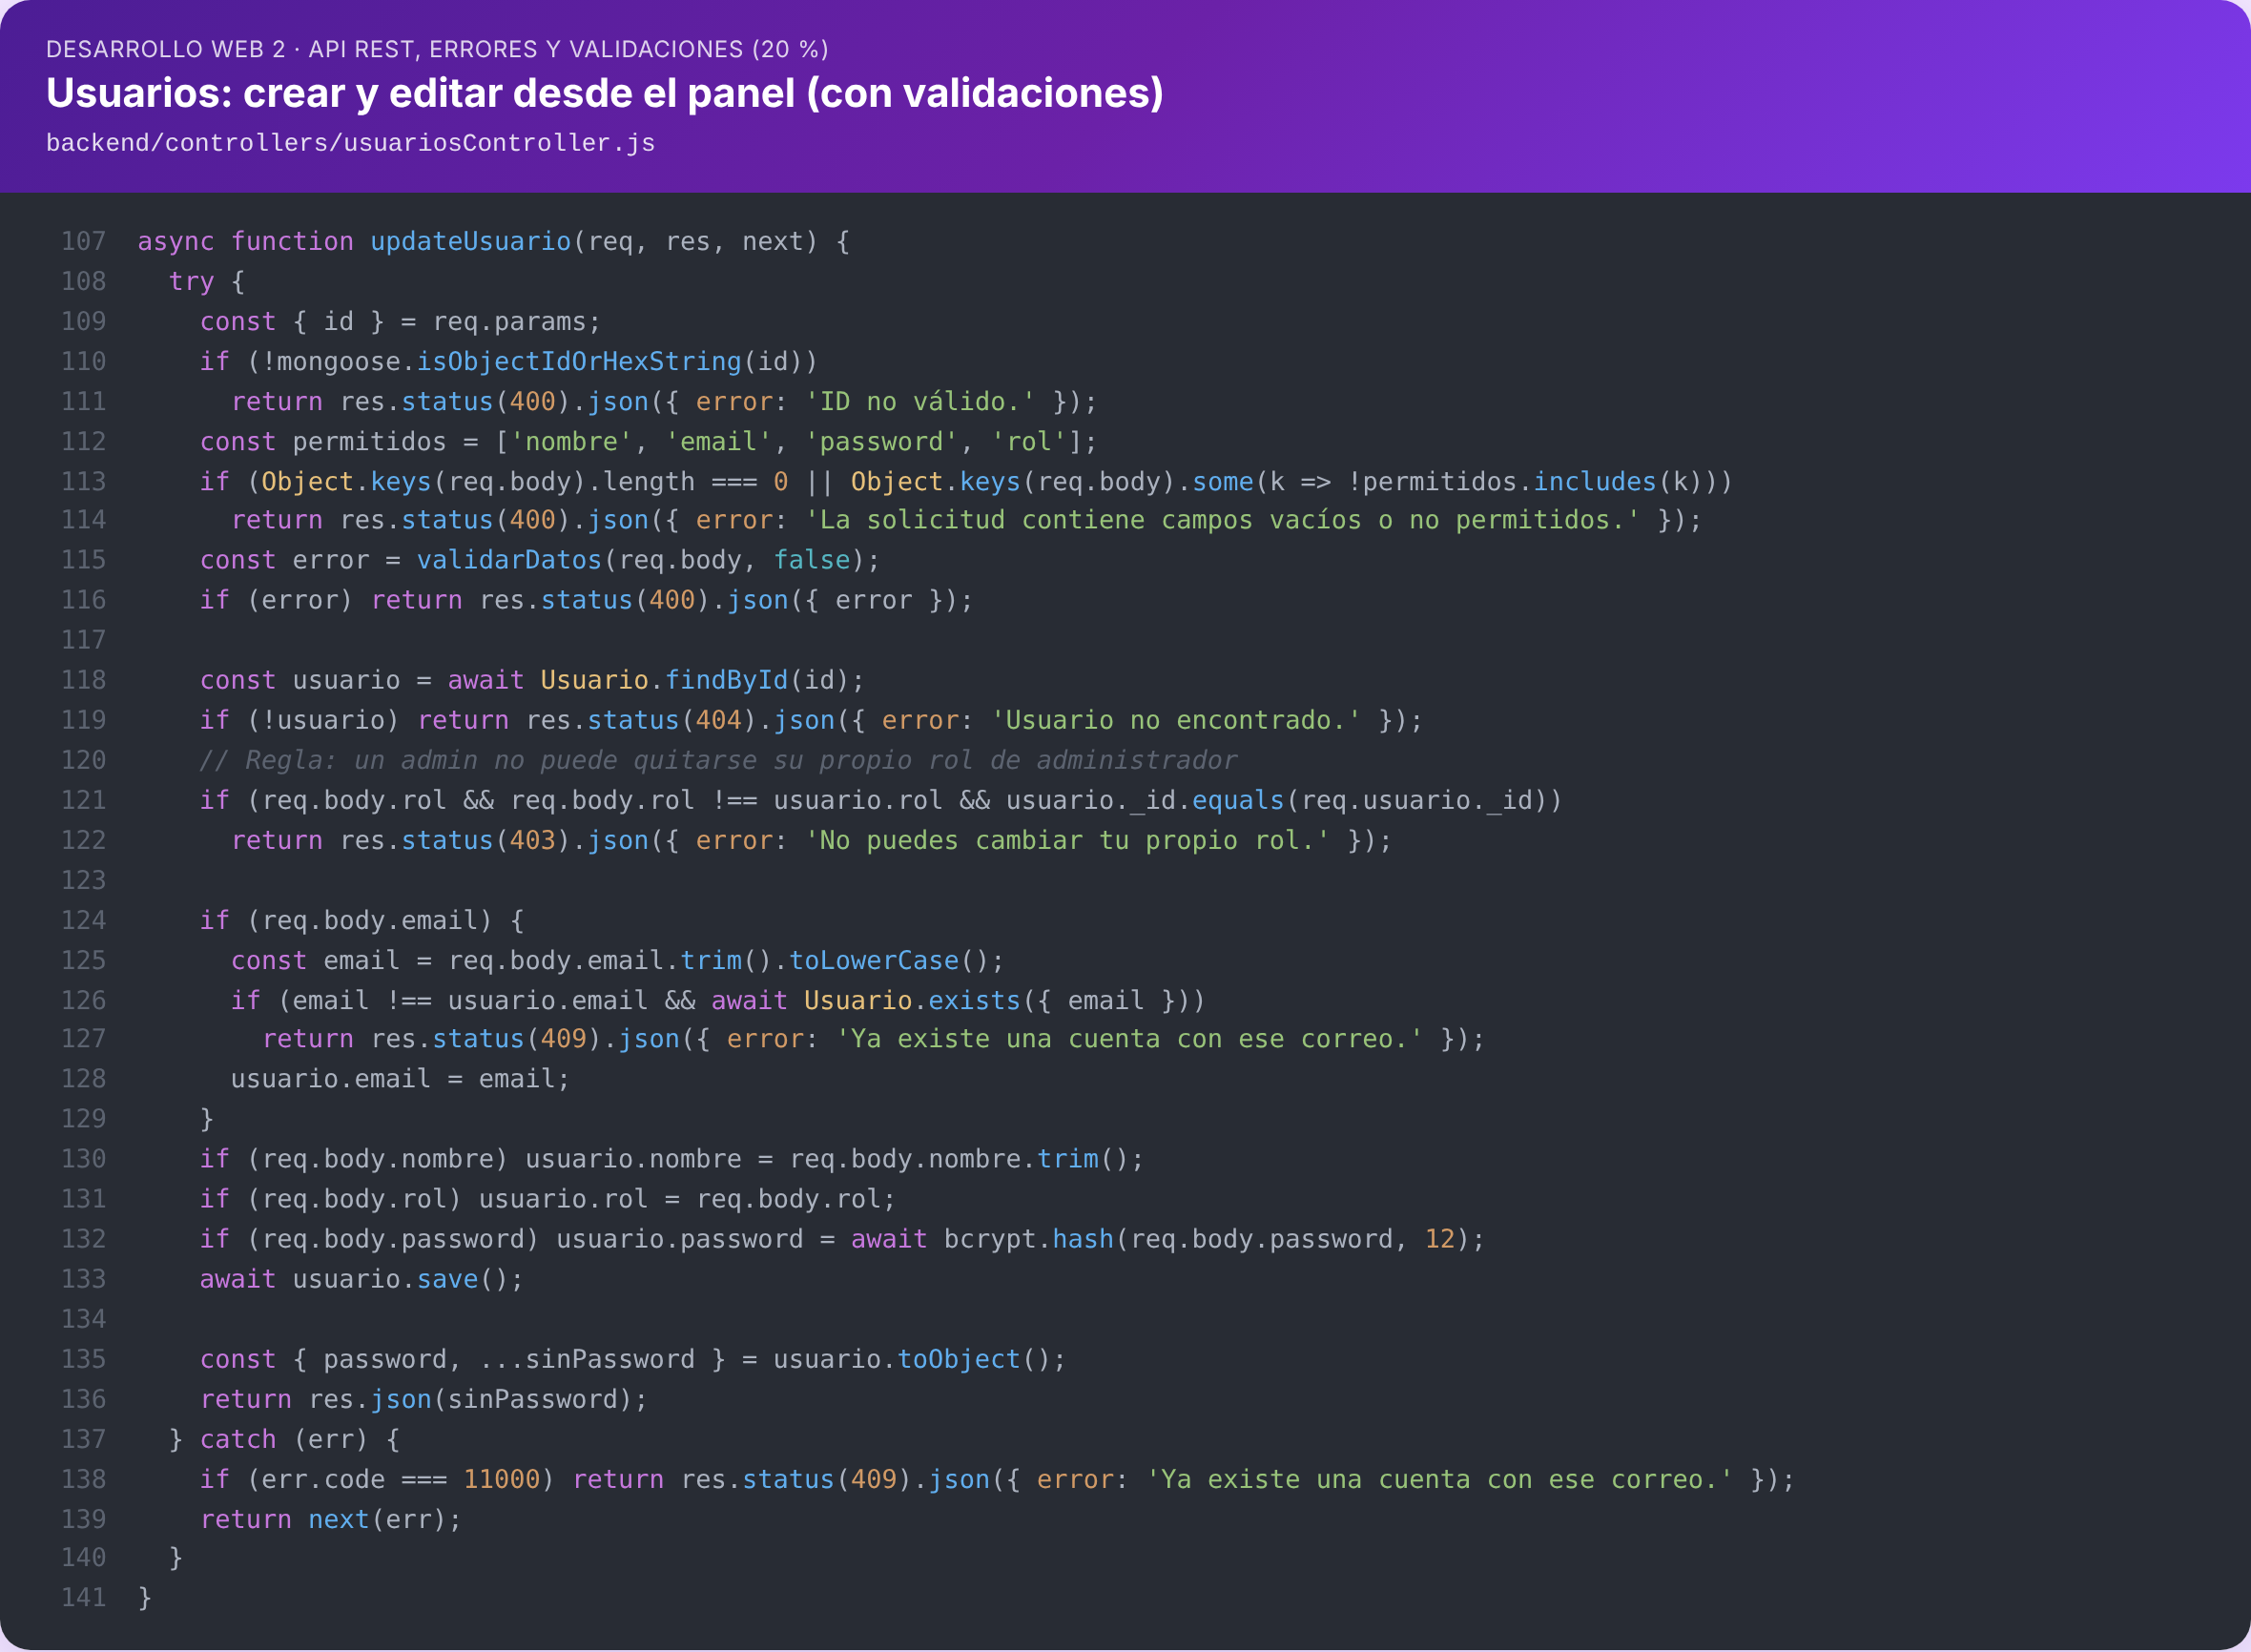 DESARROLLO WEB 2 · API REST, ERRORES Y VALIDACIONES (20 %)
Usuarios: crear y editar desde el panel (con validaciones)
backend/controllers/usuariosController.js
107 async function updateUsuario(req, res, next) {
108   try {
109     const { id } = req.params;
110     if (!mongoose.isObjectIdOrHexString(id))
111       return res.status(400).json({ error: 'ID no válido.' });
112     const permitidos = ['nombre', 'email', 'password', 'rol'];
113     if (Object.keys(req.body).length === 0 || Object.keys(req.body).some(k => !permitidos.includes(k)))
114       return res.status(400).json({ error: 'La solicitud contiene campos vacíos o no permitidos.' });
115     const error = validarDatos(req.body, false);
116     if (error) return res.status(400).json({ error });
117
118     const usuario = await Usuario.findById(id);
119     if (!usuario) return res.status(404).json({ error: 'Usuario no encontrado.' });
120     // Regla: un admin no puede quitarse su propio rol de administrador
121     if (req.body.rol && req.body.rol !== usuario.rol && usuario._id.equals(req.usuario._id))
122       return res.status(403).json({ error: 'No puedes cambiar tu propio rol.' });
123
124     if (req.body.email) {
125       const email = req.body.email.trim().toLowerCase();
126       if (email !== usuario.email && await Usuario.exists({ email }))
127         return res.status(409).json({ error: 'Ya existe una cuenta con ese correo.' });
128       usuario.email = email;
129     }
130     if (req.body.nombre) usuario.nombre = req.body.nombre.trim();
131     if (req.body.rol) usuario.rol = req.body.rol;
132     if (req.body.password) usuario.password = await bcrypt.hash(req.body.password, 12);
133     await usuario.save();
134
135     const { password, ...sinPassword } = usuario.toObject();
136     return res.json(sinPassword);
137   } catch (err) {
138     if (err.code === 11000) return res.status(409).json({ error: 'Ya existe una cuenta con ese correo.' });
139     return next(err);
140   }
141 }